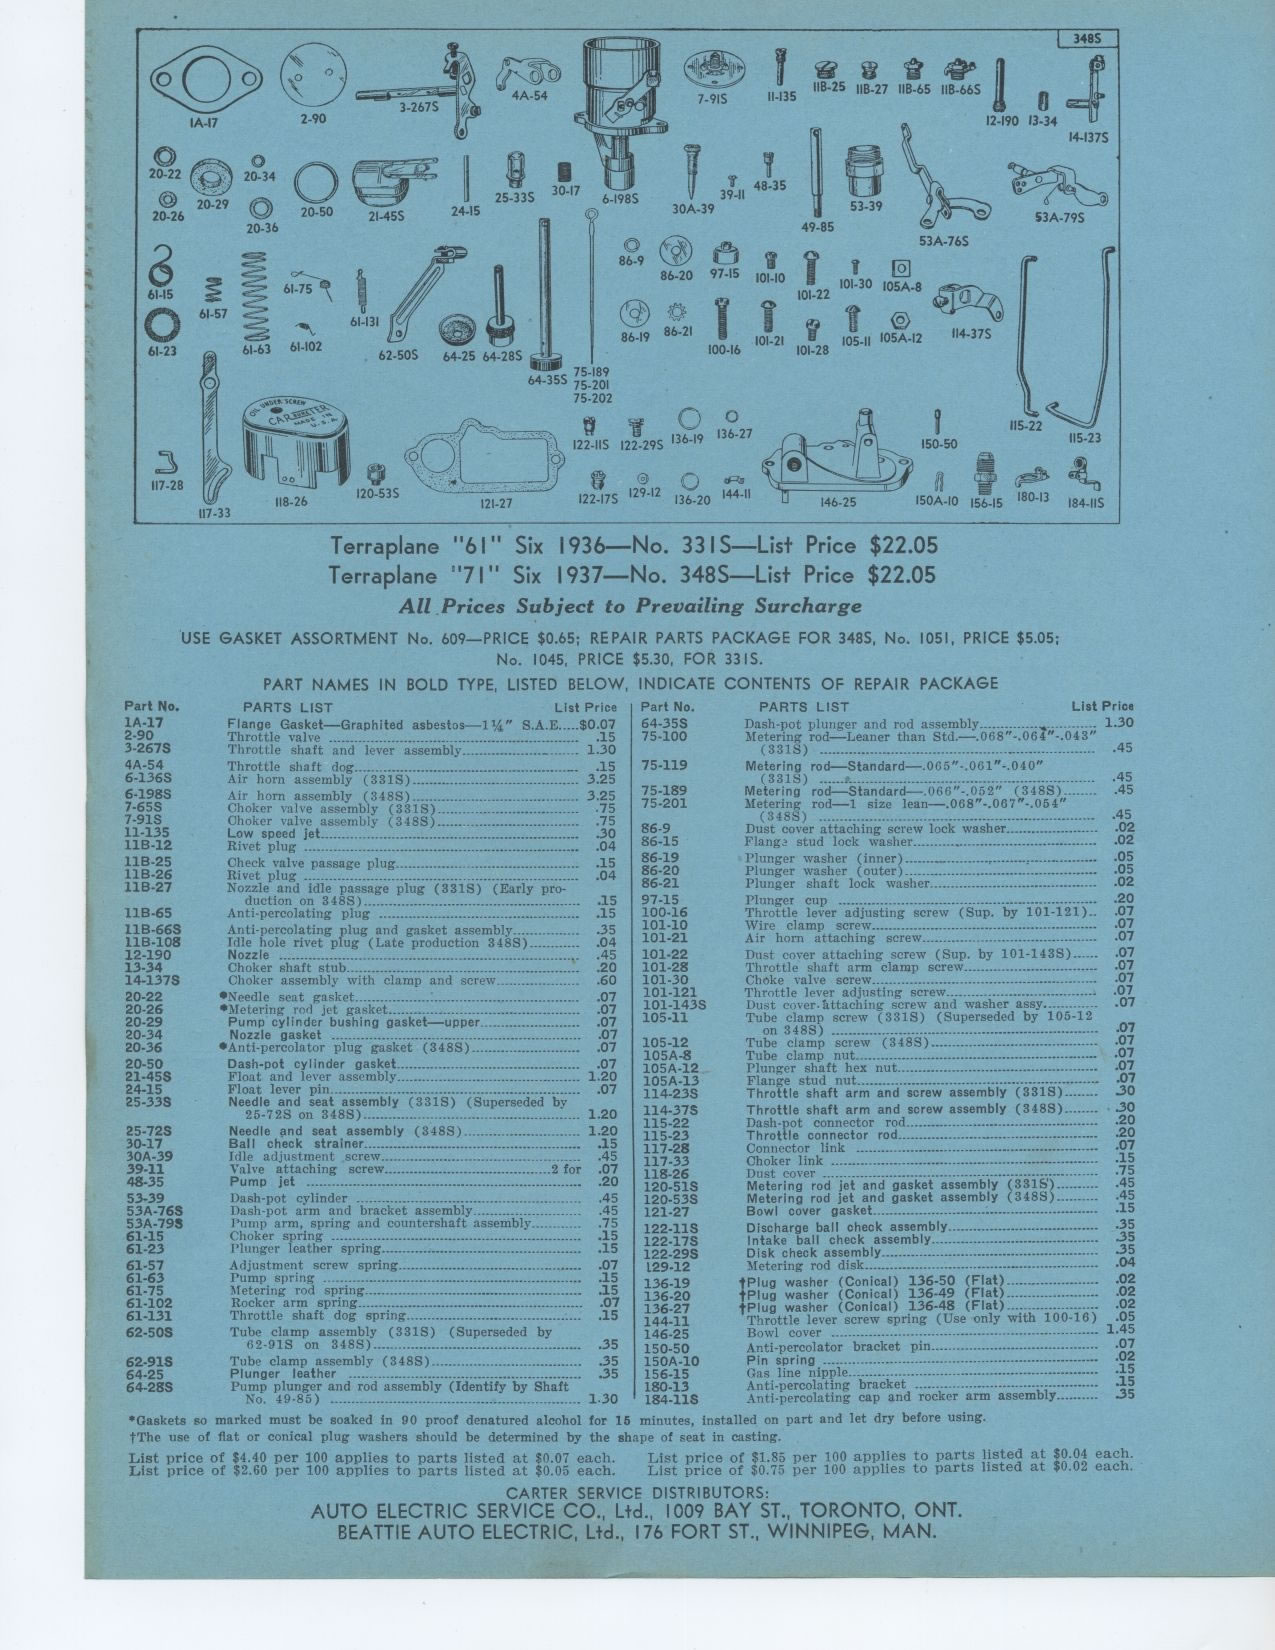 348S
1A-17
2-90
3-267S
4A-54
7-91S
11-135
11B-25
11B-27
11B-65
11B-66S
12-190
13-34
14-137S
20-22
20-29
20-34
20-26
20-36
20-50
21-45S
24-15
25-33S
30-17
6-198S
30A-39
39-11
48-35
49-85
53-39
53A-76S
53A-79S
61-15
61-57
61-75
61-131
86-9
86-20
97-15
101-10
101-22
101-30
105A-8
61-23
61-63
61-102
62-50S
64-25
64-28S
64-35S
75-189
75-201
75-202
86-19
86-21
100-16
101-21
101-28
105-11
105A-12
114-37S
115-22
115-23
117-28
117-33
OIL UNDER SCREW
CARBURETER
MADE IN
U.S.A.
118-26
120-53S
121-27
122-11S
122-29S
136-19
136-27
122-17S
129-12
136-20
144-11
146-25
150-50
150A-10
156-15
180-13
184-11S
Terraplane "61" Six 1936—No. 331S—List Price $22.05
Terraplane "71" Six 1937—No. 348S—List Price $22.05
All Prices Subject to Prevailing Surcharge
USE GASKET ASSORTMENT No. 609—PRICE $0.65; REPAIR PARTS PACKAGE FOR 348S, No. 1051, PRICE $5.05;
No. 1045, PRICE $5.30, FOR 331S.
PART NAMES IN BOLD TYPE, LISTED BELOW, INDICATE CONTENTS OF REPAIR PACKAGE
Part No. PARTS LIST List Price
1A-17 Flange Gasket—Graphited asbestos—1¼" S.A.E.....$0.07
2-90 Throttle valve .15
3-267S Throttle shaft and lever assembly 1.30
4A-54 Throttle shaft dog .15
6-136S Air horn assembly (331S) 3.25
6-198S Air horn assembly (348S) 3.25
7-65S Choker valve assembly (331S) .75
7-91S Choker valve assembly (348S) .75
11-135 Low speed jet .30
11B-12 Rivet plug .04
11B-25 Check valve passage plug .15
11B-26 Rivet plug .04
11B-27 Nozzle and idle passage plug (331S) (Early pro-
duction on 348S) .15
11B-65 Anti-percolating plug .15
11B-66S Anti-percolating plug and gasket assembly .35
11B-108 Idle hole rivet plug (Late production 348S) .04
12-190 Nozzle .45
13-34 Choker shaft stub .20
14-137S Choker assembly with clamp and screw .60
20-22 *Needle seat gasket .07
20-26 *Metering rod jet gasket .07
20-29 Pump cylinder bushing gasket—upper .07
20-34 Nozzle gasket .07
20-36 *Anti-percolator plug gasket (348S) .07
20-50 Dash-pot cylinder gasket .07
21-45S Float and lever assembly 1.20
24-15 Float lever pin .07
25-33S Needle and seat assembly (331S) (Superseded by
25-72S on 348S) 1.20
25-72S Needle and seat assembly (348S) 1.20
30-17 Ball check strainer .15
30A-39 Idle adjustment screw .45
39-11 Valve attaching screw 2 for .07
48-35 Pump jet .20
53-39 Dash-pot cylinder .45
53A-76S Dash-pot arm and bracket assembly .45
53A-79S Pump arm, spring and countershaft assembly .75
61-15 Choker spring .15
61-23 Plunger leather spring .15
61-57 Adjustment screw spring .07
61-63 Pump spring .15
61-75 Metering rod spring .15
61-102 Rocker arm spring .07
61-131 Throttle shaft dog spring .15
62-50S Tube clamp assembly (331S) (Superseded by
62-91S on 348S) .35
62-91S Tube clamp assembly (348S) .35
64-25 Plunger leather .35
64-28S Pump plunger and rod assembly (Identify by Shaft
No. 49-85) 1.30
Part No. PARTS LIST List Price
64-35S Dash-pot plunger and rod assembly 1.30
75-100 Metering rod—Leaner than Std.—.068"-.064"-.043"
(331S) .45
75-119 Metering rod—Standard—.065"-.061"-.040"
(331S) .45
75-189 Metering rod—Standard—.066"-.052" (348S) .45
75-201 Metering rod—1 size lean—.068"-.067"-.054"
(348S) .45
86-9 Dust cover attaching screw lock washer .02
86-15 Flange stud lock washer .02
86-19 Plunger washer (inner) .05
86-20 Plunger washer (outer) .05
86-21 Plunger shaft lock washer .02
97-15 Plunger cup .20
100-16 Throttle lever adjusting screw (Sup. by 101-121) .07
101-10 Wire clamp screw .07
101-21 Air horn attaching screw .07
101-22 Dust cover attaching screw (Sup. by 101-143S) .07
101-28 Throttle shaft arm clamp screw .07
101-30 Choke valve screw .07
101-121 Throttle lever adjusting screw .07
101-143S Dust cover attaching screw and washer assy. .07
105-11 Tube clamp screw (331S) (Superseded by 105-12
on 348S) .07
105-12 Tube clamp screw (348S) .07
105A-8 Tube clamp nut .07
105A-12 Plunger shaft hex nut .07
105A-13 Flange stud nut .07
114-23S Throttle shaft arm and screw assembly (331S) .30
114-37S Throttle shaft arm and screw assembly (348S) .30
115-22 Dash-pot connector rod .20
115-23 Throttle connector rod .20
117-28 Connector link .07
117-33 Choker link .15
118-26 Dust cover .75
120-51S Metering rod jet and gasket assembly (331S) .45
120-53S Metering rod jet and gasket assembly (348S) .45
121-27 Bowl cover gasket .15
122-11S Discharge ball check assembly .35
122-17S Intake ball check assembly .35
122-29S Disk check assembly .35
129-12 Metering rod disk .04
136-19 †Plug washer (Conical) 136-50 (Flat) .02
136-20 †Plug washer (Conical) 136-49 (Flat) .02
136-27 †Plug washer (Conical) 136-48 (Flat) .02
144-11 Throttle lever screw spring (Use only with 100-16) .05
146-25 Bowl cover 1.45
150-50 Anti-percolator bracket pin .07
150A-10 Pin spring .02
156-15 Gas line nipple .15
180-13 Anti-percolating bracket .15
184-11S Anti-percolating cap and rocker arm assembly .35
*Gaskets so marked must be soaked in 90 proof denatured alcohol for 15 minutes, installed on part and let dry before using.
†The use of flat or conical plug washers should be determined by the shape of seat in casting.
List price of $4.40 per 100 applies to parts listed at $0.07 each. List price of $1.85 per 100 applies to parts listed at $0.04 each.
List price of $2.60 per 100 applies to parts listed at $0.05 each. List price of $0.75 per 100 applies to parts listed at $0.02 each.
CARTER SERVICE DISTRIBUTORS:
AUTO ELECTRIC SERVICE CO., Ltd., 1009 BAY ST., TORONTO, ONT.
BEATTIE AUTO ELECTRIC, Ltd., 176 FORT ST., WINNIPEG, MAN.